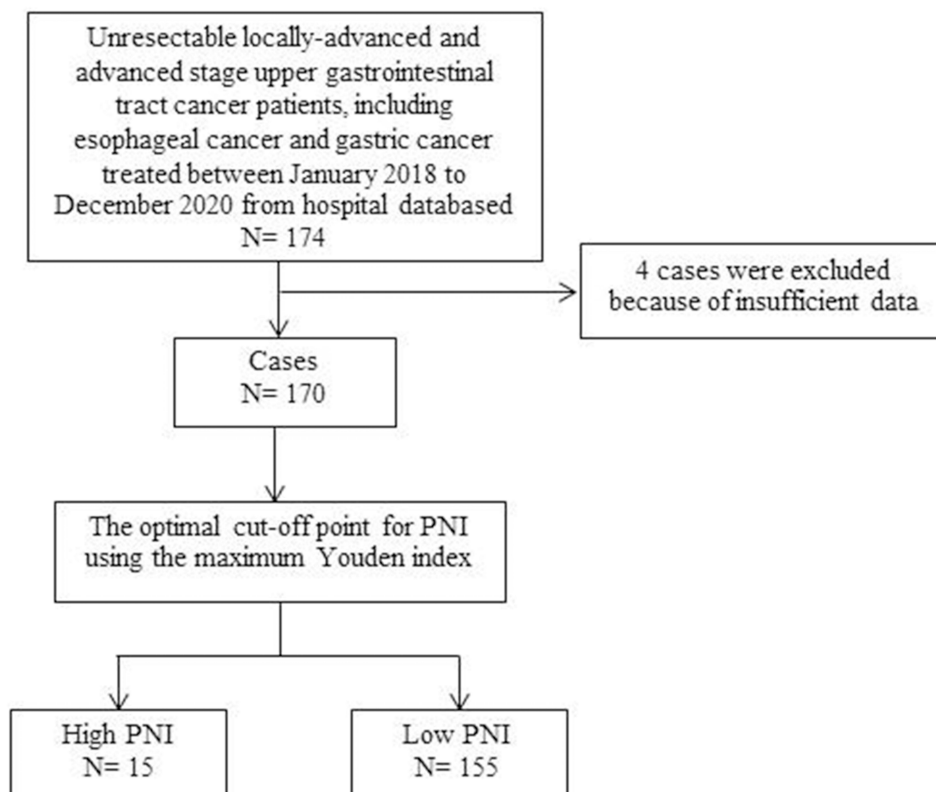 Unresectable locally-advanced and
advanced stage upper gastrointestinal
tract cancer patients, including
esophageal cancer and gastric cancer
treated between January 2018 to
December 2020 from hospital databased
N= 174
4 cases were excluded
because of insufficient data
Cases
N= 170
The optimal cut-off point for PNI
using the maximum Youden index
High PNI
N= 15
Low PNI
N= 155